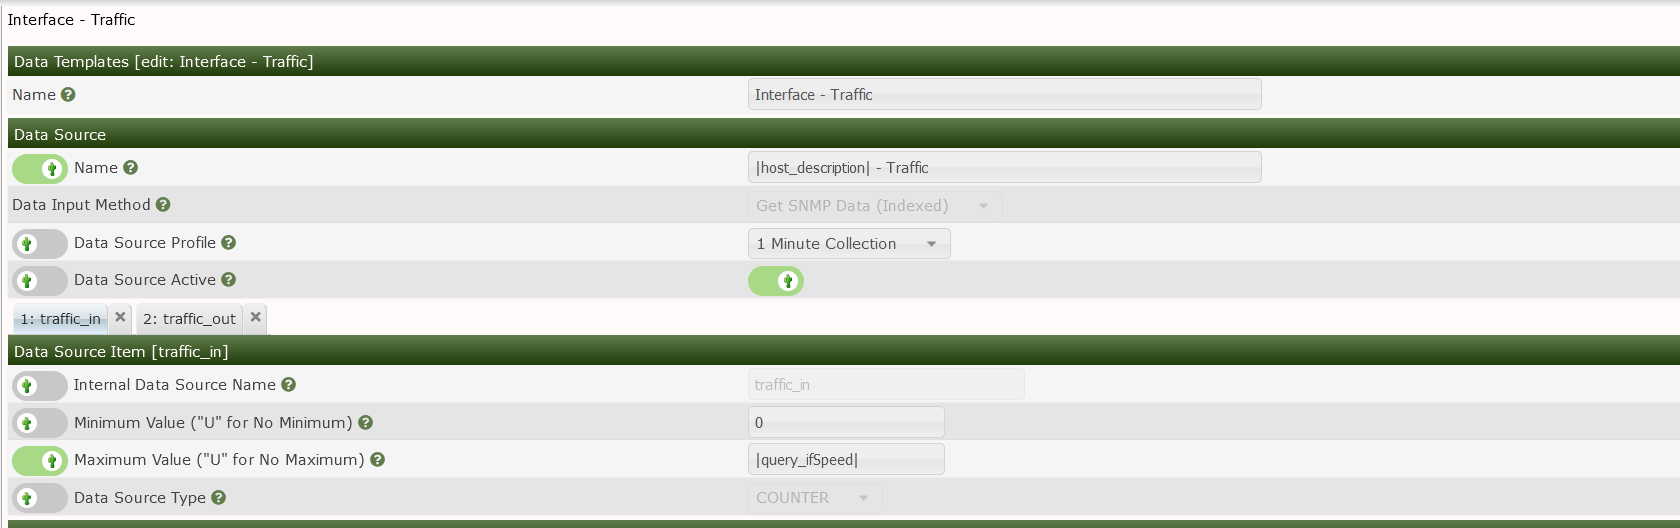 Interface - Traffic
Data Templates [edit: Interface - Traffic]
Name Interface - Traffic
Data Source
Name |host_description| - Traffic
Data Input Method Get SNMP Data (Indexed)
Data Source Profile 1 Minute Collection
Data Source Active
1: traffic_in 2: traffic_out
Data Source Item [traffic_in]
Internal Data Source Name traffic_in
Minimum Value ("U" for No Minimum) 0
Maximum Value ("U" for No Maximum) |query_ifSpeed|
Data Source Type COUNTER